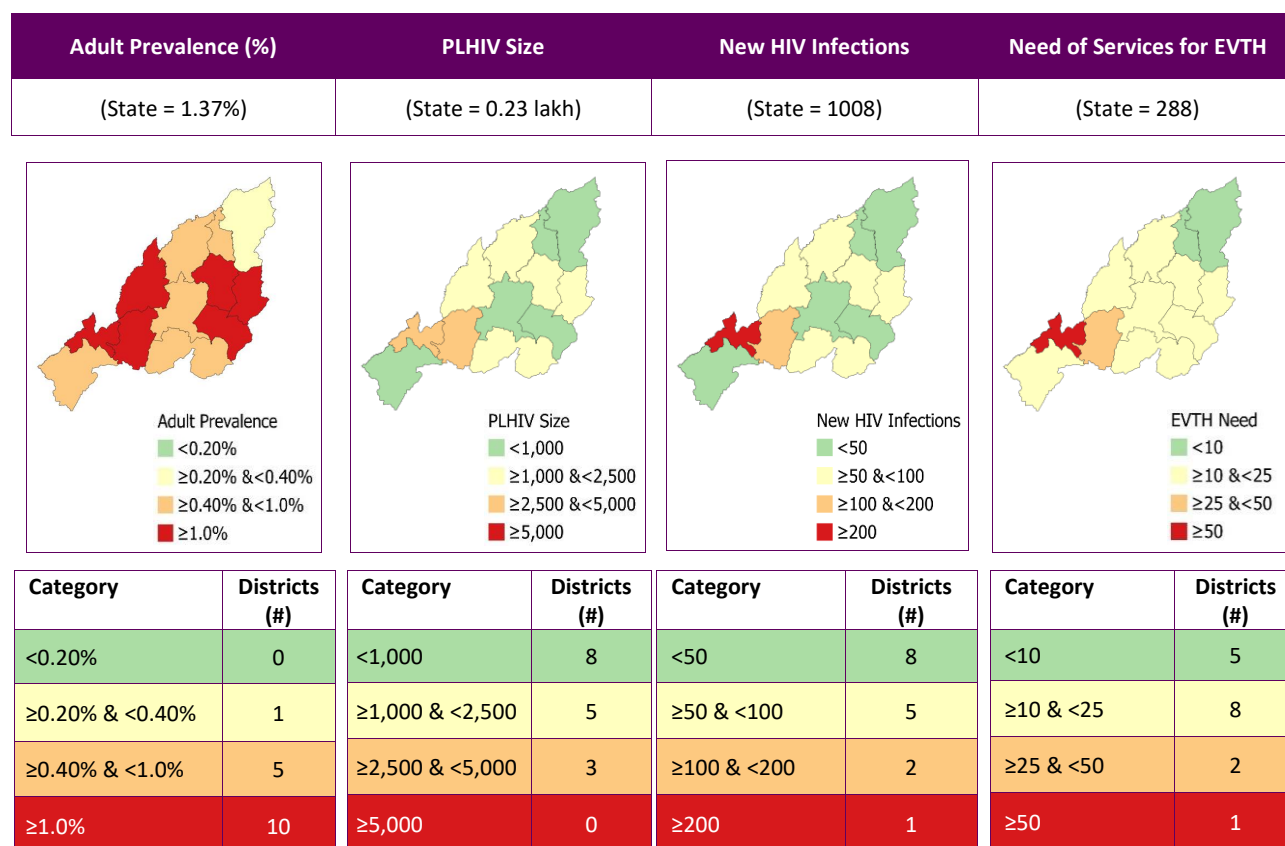 Adult Prevalence (%)
PLHIV Size
New HIV Infections
Need of Services for EVTH
(State = 1.37%)
(State = 0.23 lakh)
(State = 1008)
(State = 288)
Adult Prevalence
<0.20%
≥0.20% &<0.40%
≥0.40% &<1.0%
≥1.0%
PLHIV Size
<1,000
≥1,000 &<2,500
≥2,500 &<5,000
≥5,000
New HIV Infections
<50
≥50 &<100
≥100 &<200
≥200
EVTH Need
<10
≥10 &<25
≥25 &<50
≥50
Category Districts
(#)
<0.20% 0
≥0.20% & <0.40% 1
≥0.40% & <1.0% 5
≥1.0% 10
Category Districts
(#)
<1,000 8
≥1,000 & <2,500 5
≥2,500 & <5,000 3
≥5,000 0
Category Districts
(#)
<50 8
≥50 & <100 5
≥100 & <200 2
≥200 1
Category Districts
(#)
<10 5
≥10 & <25 8
≥25 & <50 2
≥50 1